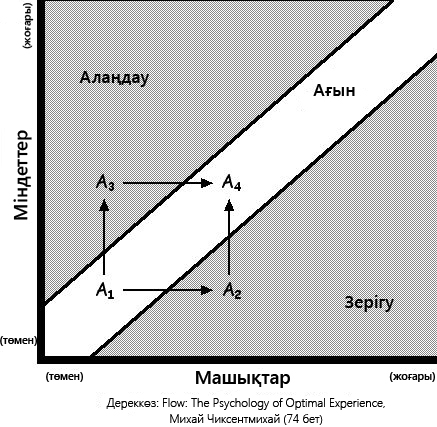 (жоғары)
Алаңдау
Ағын
Міндеттер
A3
A4
A1
A2
Зерігу
(төмен)
(төмен)
Машықтар
(жоғары)
Дереккөз: Flow: The Psychology of Optimal Experience,
Михай Чиксентмихай (74 бет)